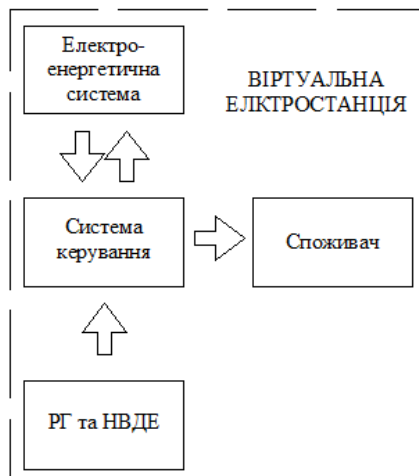 Електро-
енергетична
система
ВІРТУАЛЬНА
ЕЛКТРОСТАНЦІЯ
Система
керування
Споживач
РГ та НВДЕ